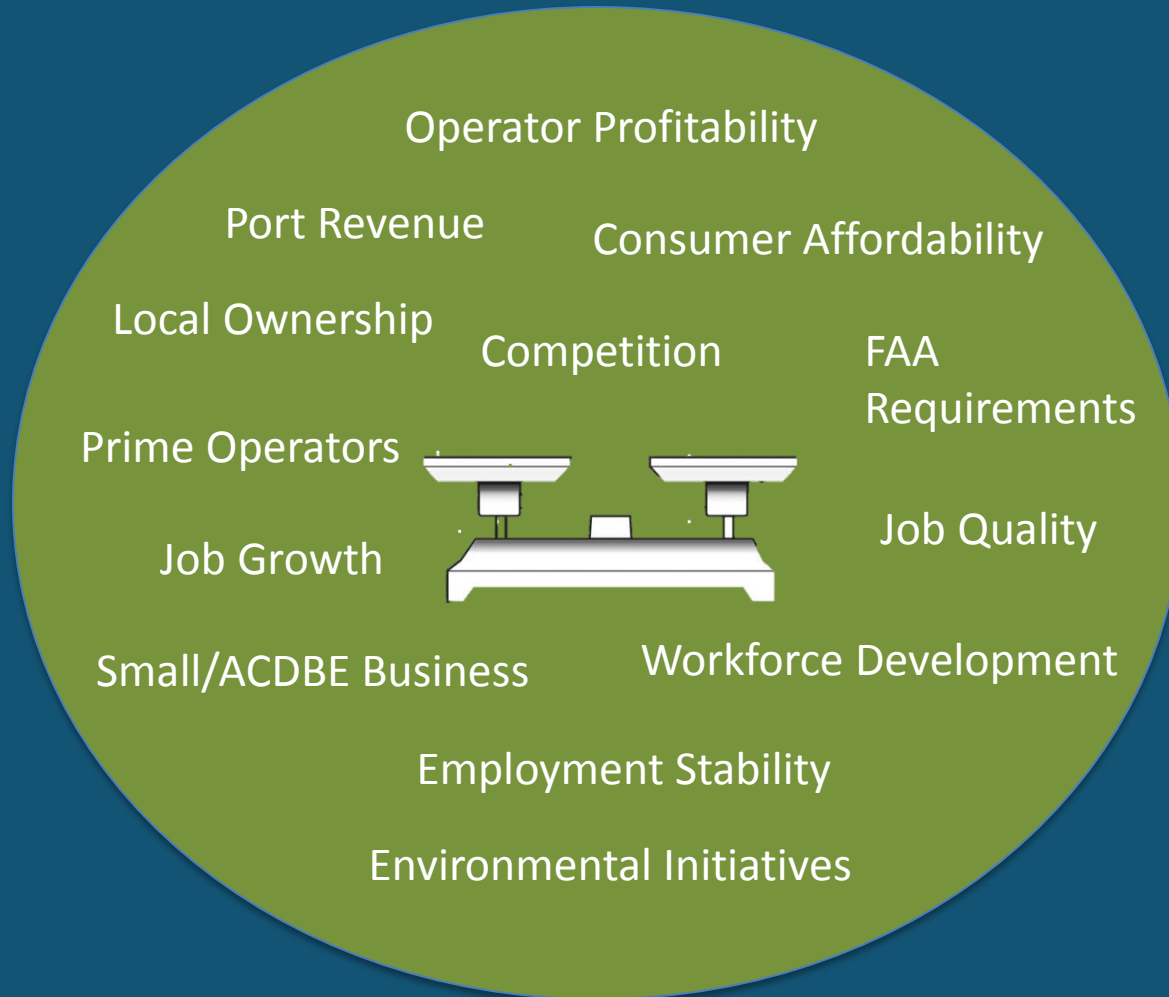 Operator Profitability
Port Revenue
Consumer Affordability
Local Ownership
Competition
FAA
Requirements
Prime Operators
Job Quality
Job Growth
Small/ACDBE Business
Workforce Development
Employment Stability
Environmental Initiatives